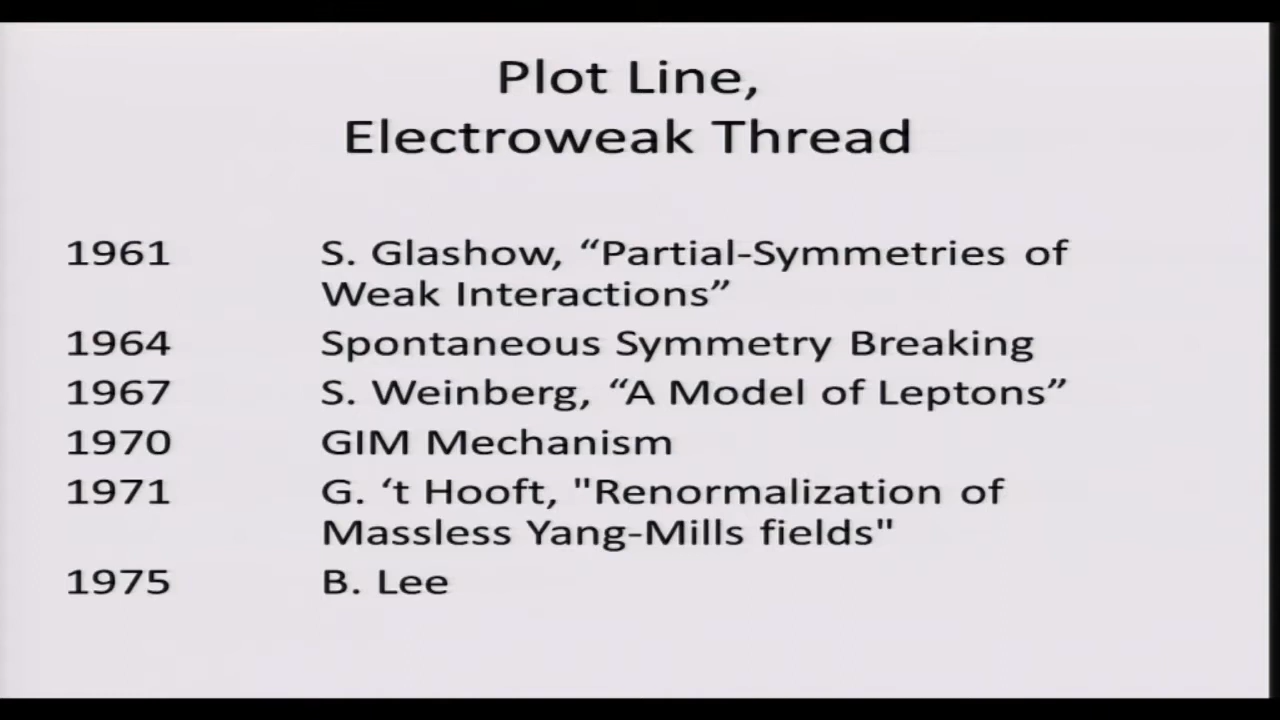 Plot Line,
Electroweak Thread
1961 S. Glashow, “Partial-Symmetries of
Weak Interactions”
1964 Spontaneous Symmetry Breaking
1967 S. Weinberg, “A Model of Leptons”
1970 GIM Mechanism
1971 G. ‘t Hooft, "Renormalization of
Massless Yang-Mills fields"
1975 B. Lee